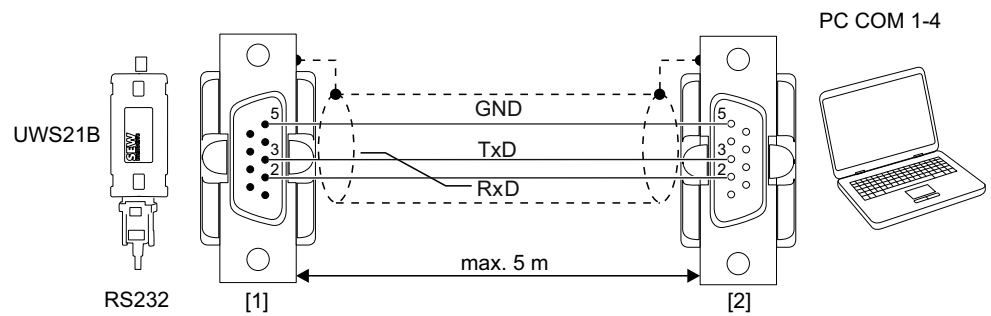 PC COM 1-4
UWS21B
SEW
RS232
5
3
2
GND
TxD
RxD
5
3
2
max. 5 m
[1]
[2]